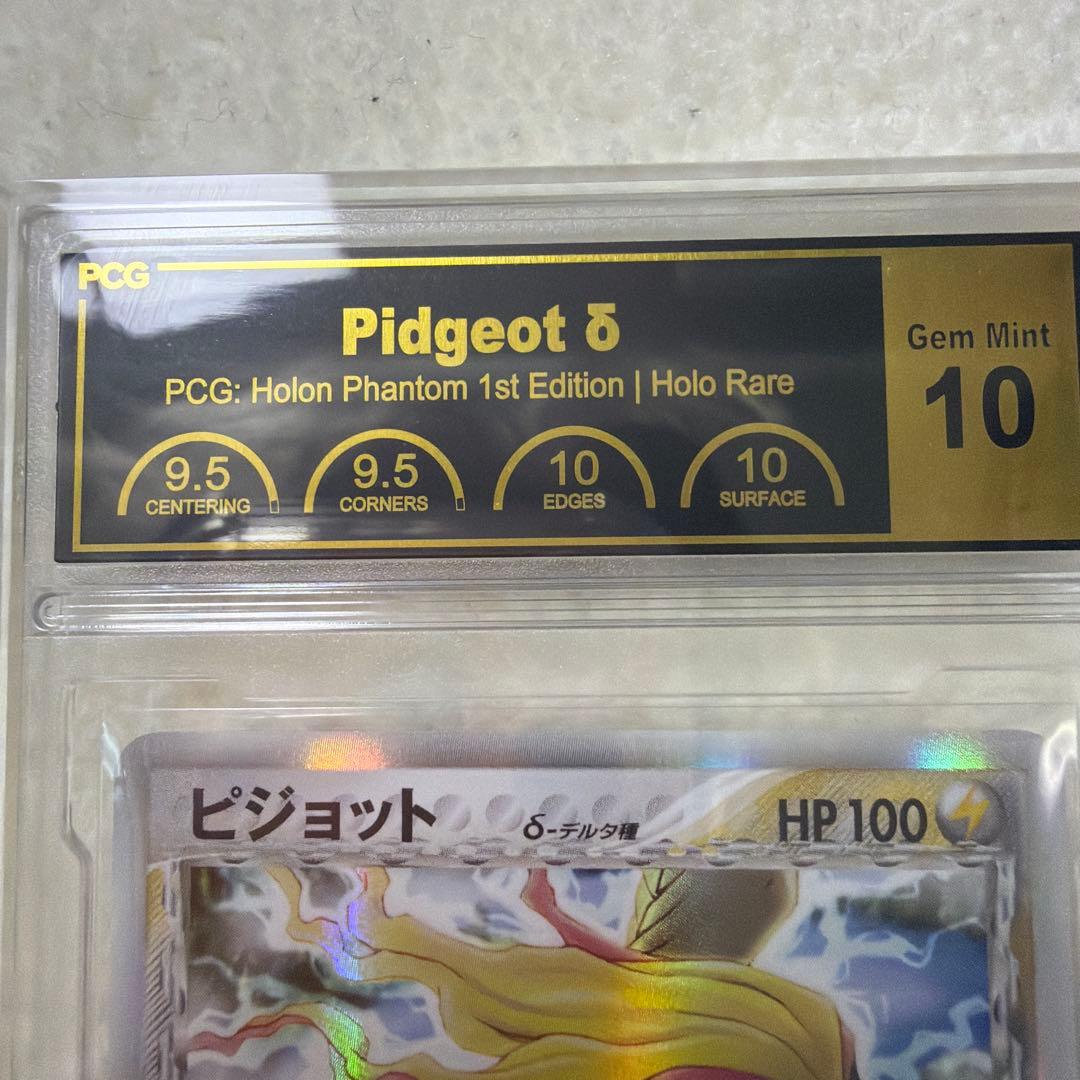 PCG
Pidgeot δ
PCG: Holon Phantom 1st Edition | Holo Rare
Gem Mint
10
9.5
CENTERING
9.5
CORNERS
10
EDGES
10
SURFACE
ピジョット
δ-デルタ種
HP 100